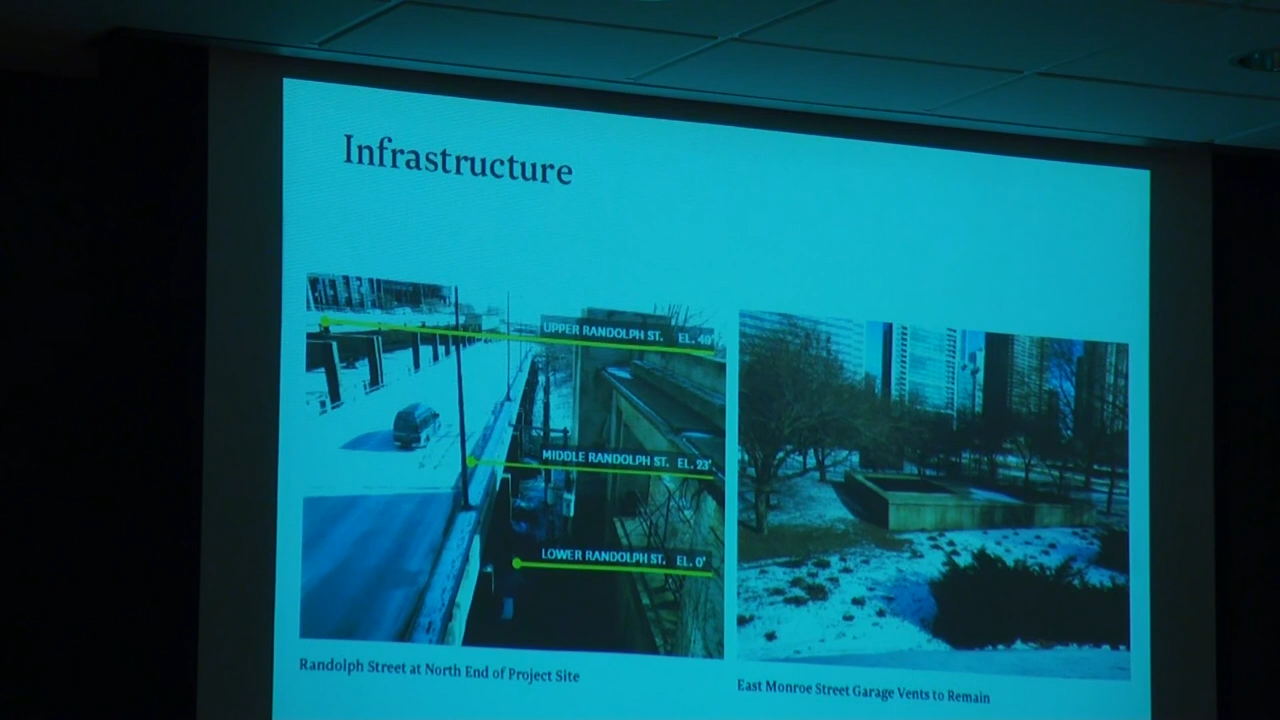 Infrastructure
UPPER RANDOLPH ST. EL. 40'
MIDDLE RANDOLPH ST. EL. 23'
LOWER RANDOLPH ST. EL. 0'
Randolph Street at North End of Project Site
East Monroe Street Garage Vents to Remain